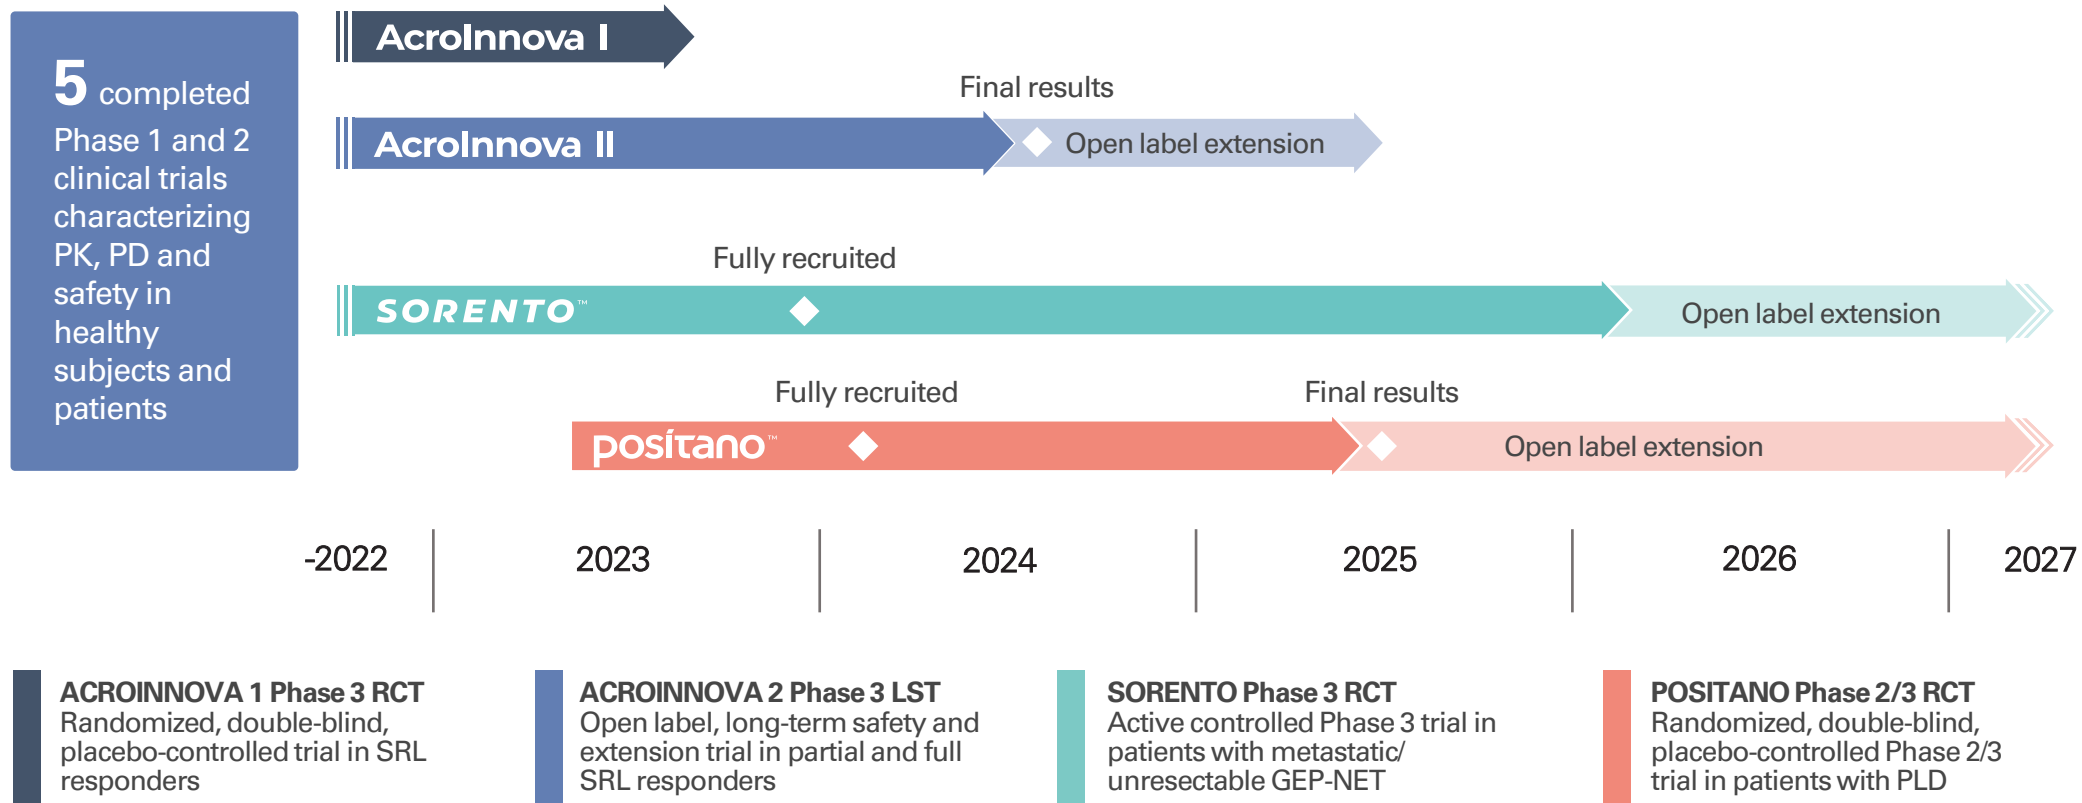 5 completed
Phase 1 and 2
clinical trials
characterizing
PK, PD and
safety in
healthy
subjects and
patients
AcroInnova I
Final results
AcroInnova II
Open label extension
Fully recruited
SORENTO™
Open label extension
Fully recruited
Final results
positano™
Open label extension
-2022
2023
2024
2025
2026
2027
ACROINNOVA 1 Phase 3 RCT
Randomized, double-blind,
placebo-controlled trial in SRL
responders
ACROINNOVA 2 Phase 3 LST
Open label, long-term safety and
extension trial in partial and full
SRL responders
SORENTO Phase 3 RCT
Active controlled Phase 3 trial in
patients with metastatic/
unresectable GEP-NET
POSITANO Phase 2/3 RCT
Randomized, double-blind,
placebo-controlled Phase 2/3
trial in patients with PLD